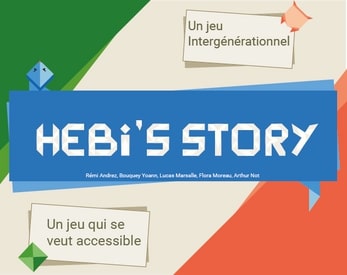 Un jeu
Intergénérationnel
HEBi'S STORY
Rémi Andrez, Bouquey Yoann, Lucas Marsalle, Flora Moreau, Arthur Not
Un jeu qui se
veut accessible